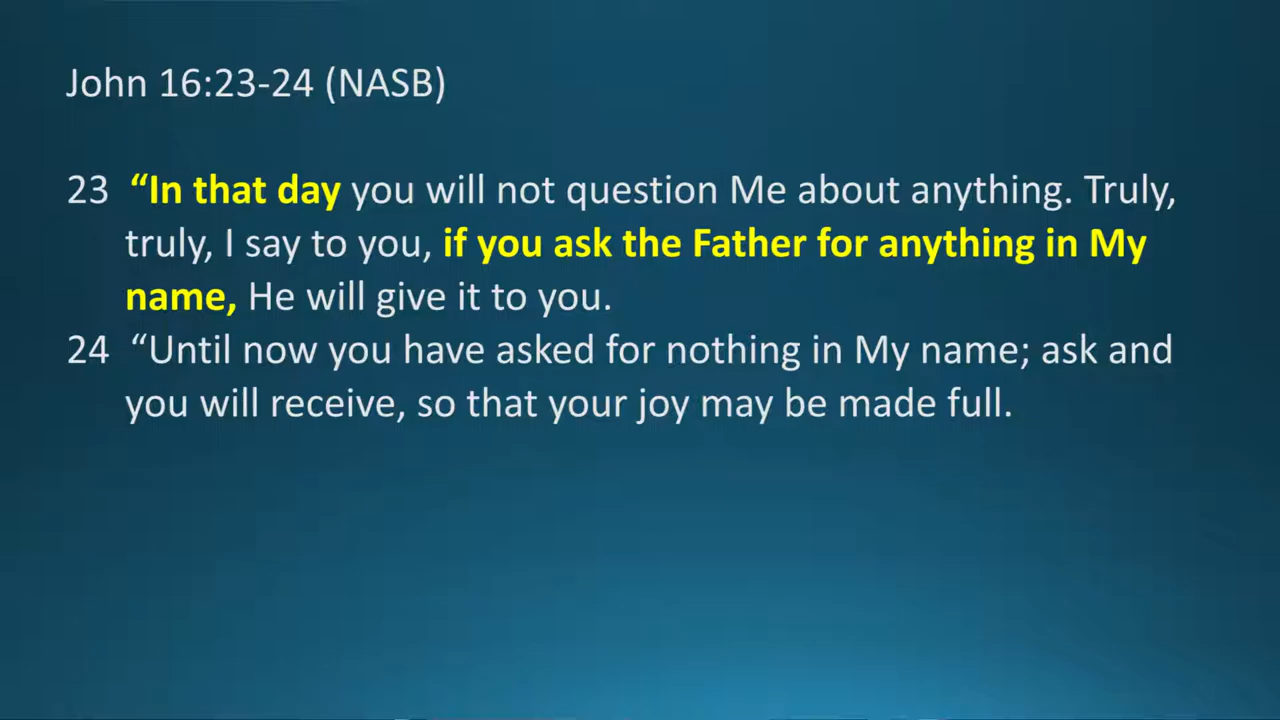 John 16:23-24 (NASB)
23 “In that day you will not question Me about anything. Truly,
truly, I say to you, if you ask the Father for anything in My
name, He will give it to you.
24 “Until now you have asked for nothing in My name; ask and
you will receive, so that your joy may be made full.